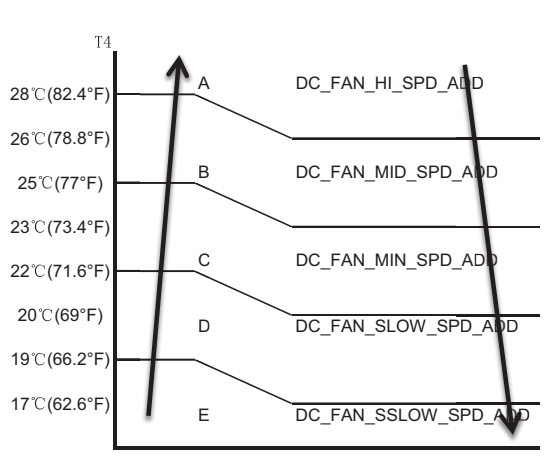 T4
A DC_FAN_HI_SPD_ADD
28℃(82.4°F)
26℃(78.8°F)
B DC_FAN_MID_SPD_ADD
25℃(77°F)
23℃(73.4°F)
C DC_FAN_MIN_SPD_ADD
22℃(71.6°F)
20℃(69°F)
D DC_FAN_SLOW_SPD_ADD
19℃(66.2°F)
17℃(62.6°F)
E DC_FAN_SSLOW_SPD_ADD